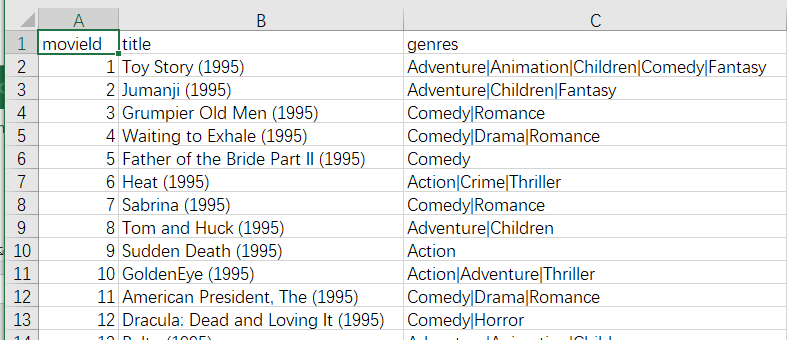 A B C
1 movieId title genres
2 1 Toy Story (1995) Adventure|Animation|Children|Comedy|Fantasy
3 2 Jumanji (1995) Adventure|Children|Fantasy
4 3 Grumpier Old Men (1995) Comedy|Romance
5 4 Waiting to Exhale (1995) Comedy|Drama|Romance
6 5 Father of the Bride Part II (1995) Comedy
7 6 Heat (1995) Action|Crime|Thriller
8 7 Sabrina (1995) Comedy|Romance
9 8 Tom and Huck (1995) Adventure|Children
10 9 Sudden Death (1995) Action
11 10 GoldenEye (1995) Action|Adventure|Thriller
12 11 American President, The (1995) Comedy|Drama|Romance
13 12 Dracula: Dead and Loving It (1995) Comedy|Horror